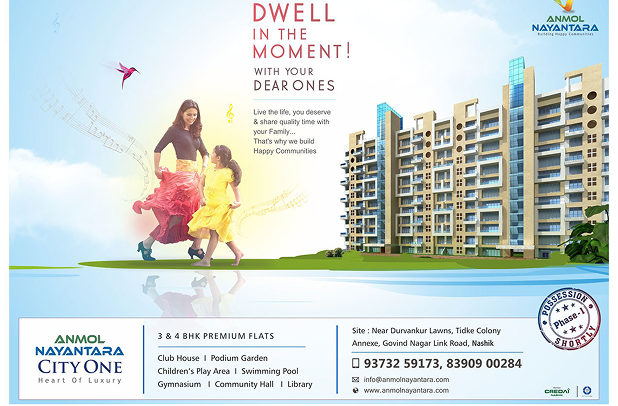 DWELL
IN THE
MOMENT!
WITH YOUR
DEAR ONES
Live the life, you deserve
& share quality time with
your Family...
That's why we build
Happy Communities
ANMOL
NAYANTARA
Building Happy Communities
POSSESSION
Phase-I
SHORTLY
ANMOL
NAYANTARA
CITY ONE
Heart Of Luxury
3 & 4 BHK PREMIUM FLATS
Club House I Podium Garden
Children's Play Area I Swimming Pool
Gymnasium I Community Hall I Library
Site : Near Durvankur Lawns, Tidke Colony
Annexe, Govind Nagar Link Road, Nashik
93732 59173, 83909 00284
info@anmolnayantara.com
www.anmolnayantara.com
CREDAI